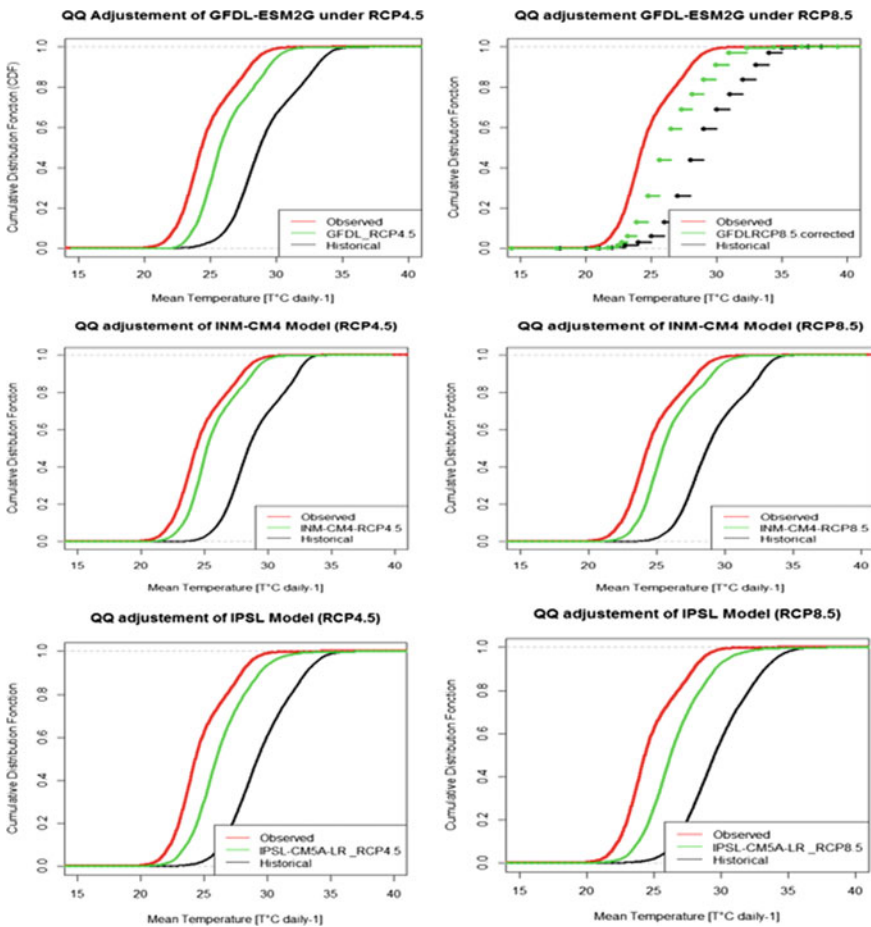 QQ Adjustement of GFDL-ESM2G under RCP4.5
Cumulative Distribution Fonction (CDF)
1.0
0.8
0.6
0.4
0.2
0.0
Observed
GFDL_RCP4.5
Historical
15 20 25 30 35 40
Mean Temperature [T°C daily-1]
QQ Adjustement GFDL-ESM2G under RCP8.5
Cumulative Distribution Fonction
1.0
0.8
0.6
0.4
0.2
0.0
Observed
GFDLRCP8.5 corrected
Historical
15 20 25 30 35 40
Mean Temperature [T°C daily-1]
QQ adjustement of INM-CM4 Model (RCP4.5)
Cumulative Distribution Fonction
1.0
0.8
0.6
0.4
0.2
0.0
Observed
INM-CM4-RCP4.5
Historical
15 20 25 30 35 40
Mean Temperature [T°C daily-1]
QQ adjustement of INM-CM4 Model (RCP8.5)
Cumulative Distribution Fonction
1.0
0.8
0.6
0.4
0.2
0.0
Observed
INM-CM4-RCP8.5
Historical
15 20 25 30 35 40
Mean Temperature [T°C daily-1]
QQ adjustement of IPSL Model (RCP4.5)
Cumulative Distribution Fonction
1.0
0.8
0.6
0.4
0.2
0.0
Observed
IPSL-CM5A-LR _RCP4.5
Historical
15 20 25 30 35 40
Mean Temperature [T°C daily-1]
QQ adjustement of IPSL Model (RCP8.5)
Cumulative Distribution Fonction
1.0
0.8
0.6
0.4
0.2
0.0
Observed
IPSL-CM5A-LR _RCP8.5
Historical
15 20 25 30 35 40
Mean Temperature [T°C daily-1]